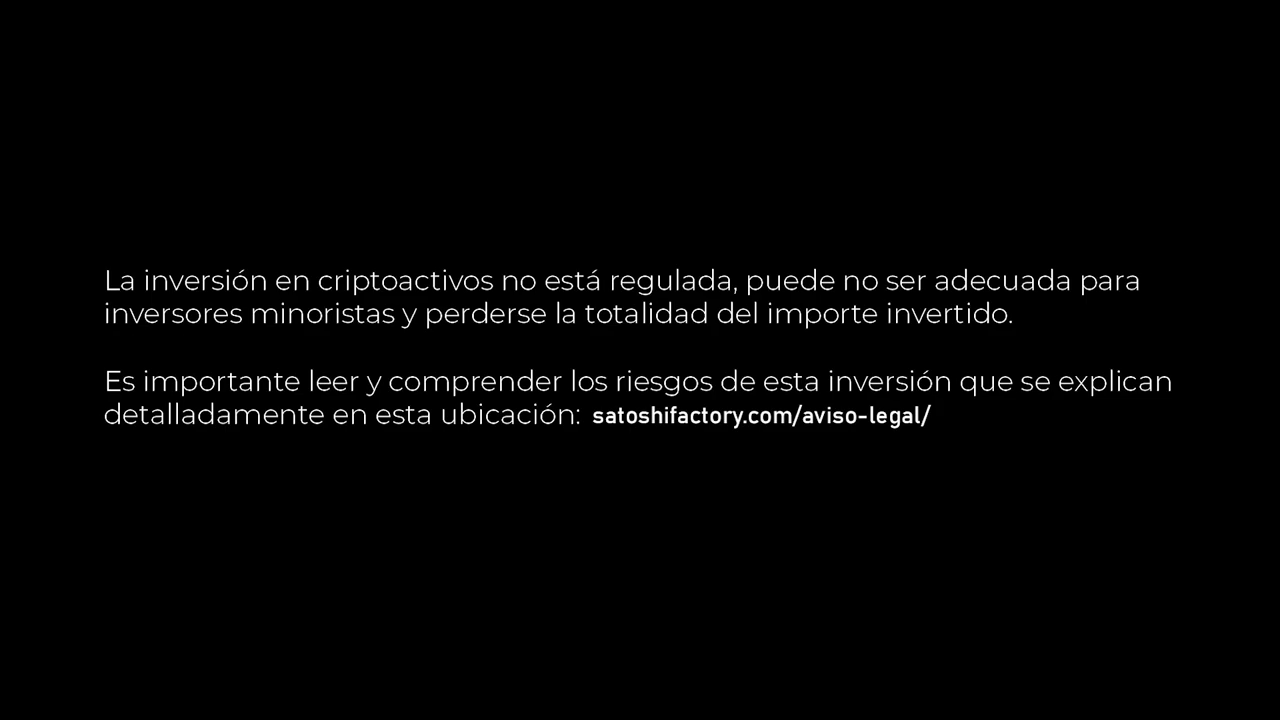 La inversión en criptoactivos no está regulada, puede no ser adecuada para
inversores minoristas y perderse la totalidad del importe invertido.
Es importante leer y comprender los riesgos de esta inversión que se explican
detalladamente en esta ubicación: satoshifactory.com/aviso-legal/